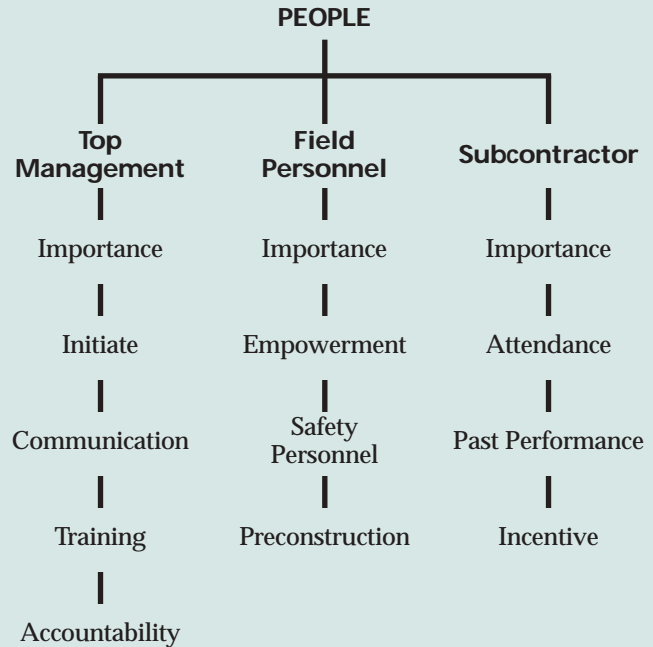 PEOPLE
Top
Management
Field
Personnel
Subcontractor
Importance
Importance
Importance
Initiate
Empowerment
Attendance
Communication
Safety
Personnel
Past Performance
Training
Preconstruction
Incentive
Accountability